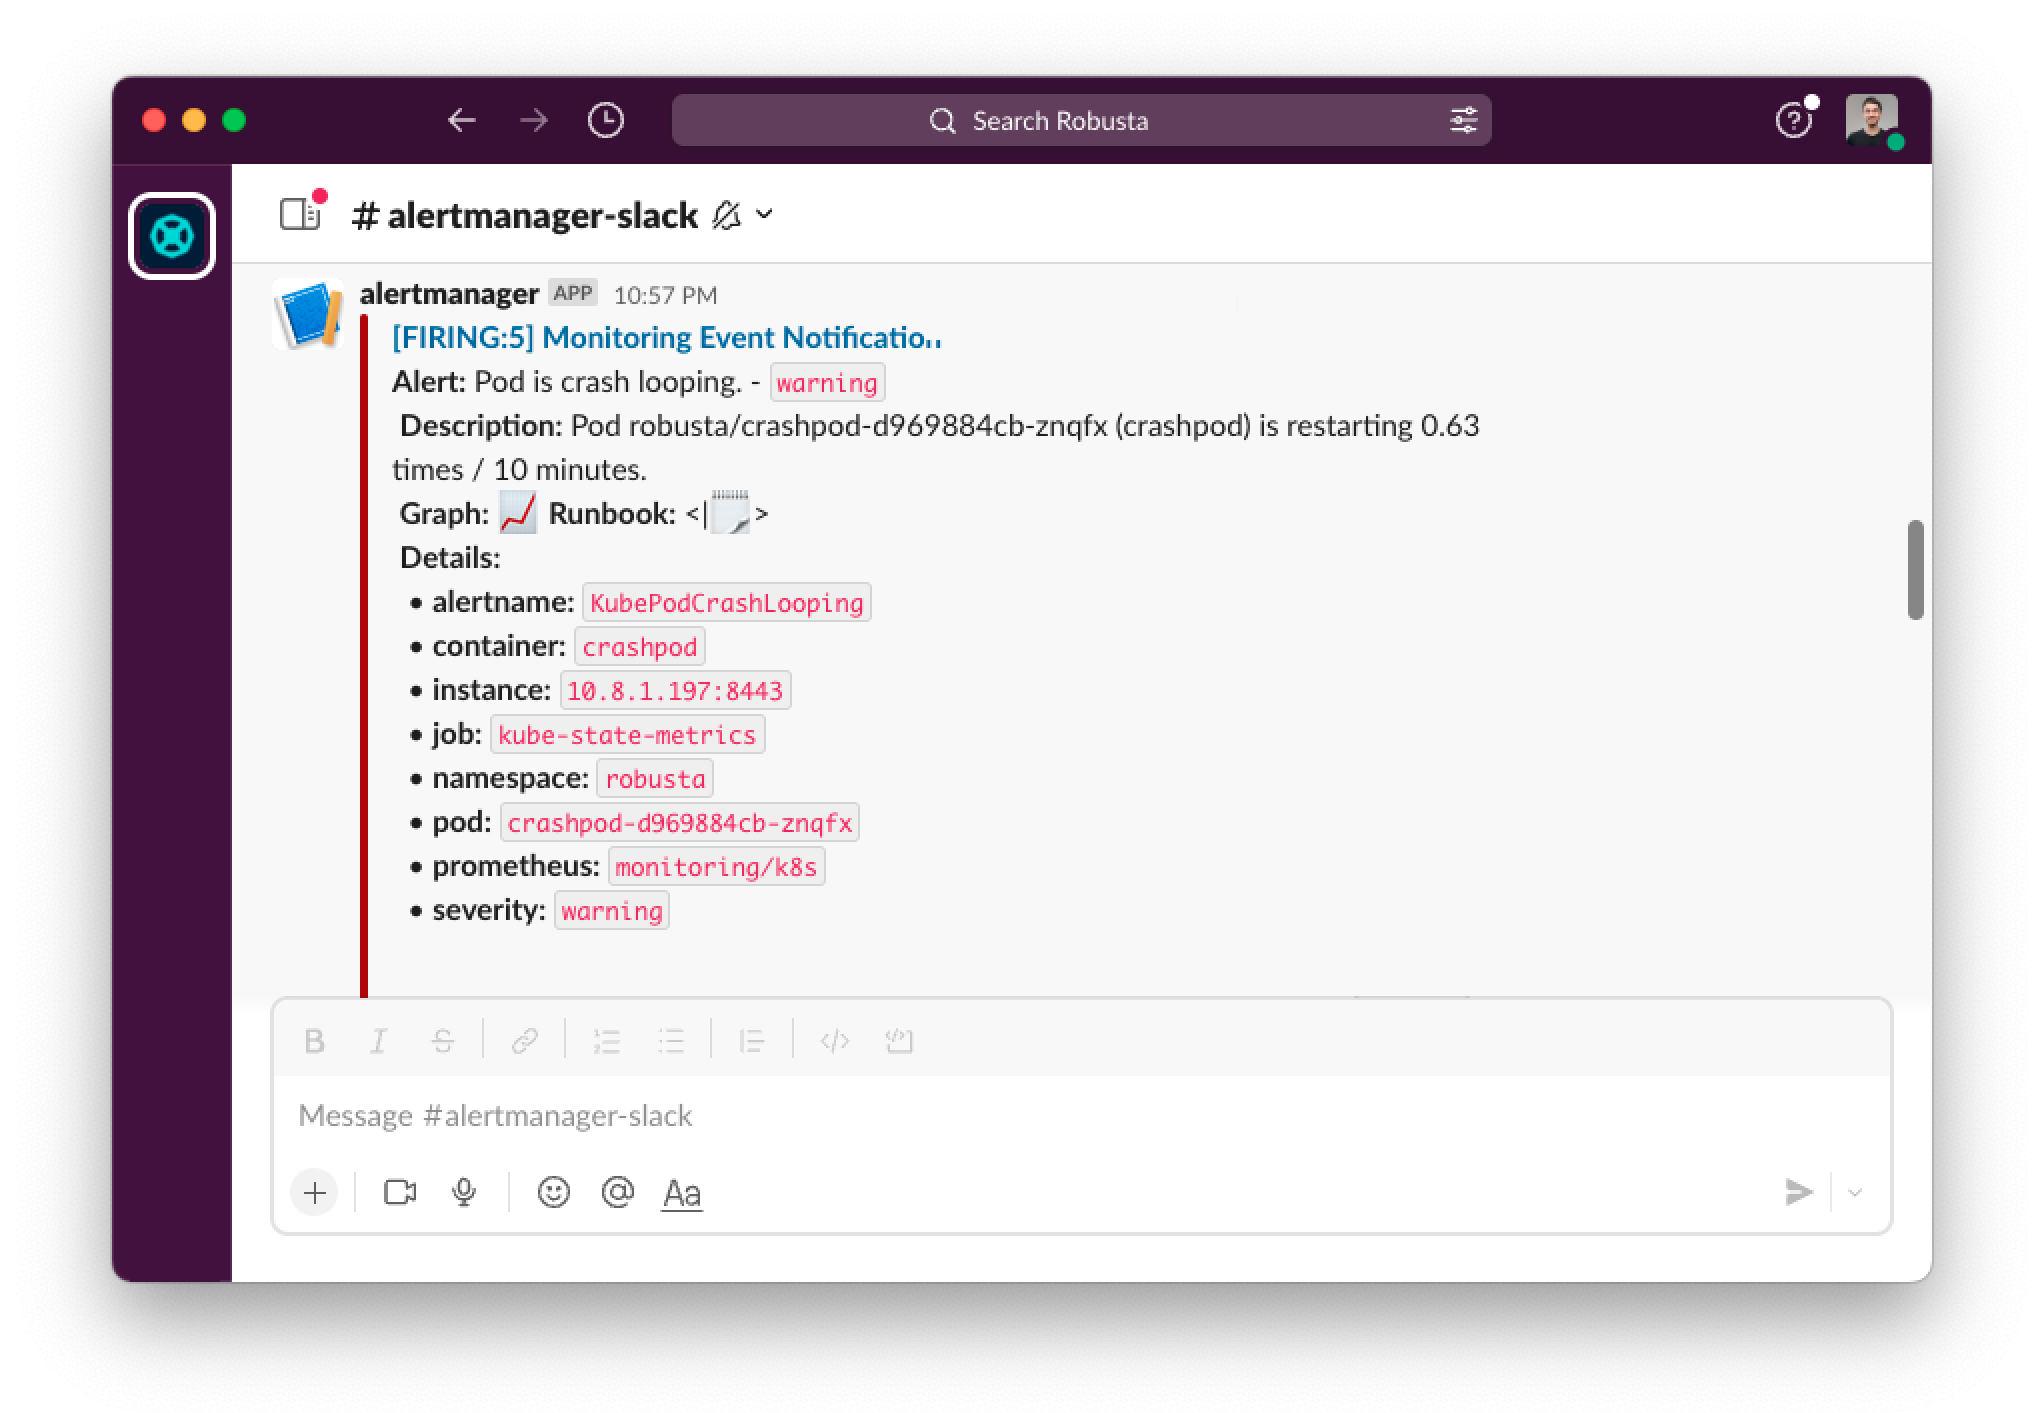 Search Robusta
# alertmanager-slack
alertmanager APP 10:57 PM
[FIRING:5] Monitoring Event
Alert: Pod is crash looping. - warning
Description: Pod robusta/crashpod-d969884cb-znqfx (crashpod) is restarting 0.63
times / 10 minutes.
Graph: Runbook: <| >
Details:
• alertname: KubePodCrashLooping
• container: crashpod
• instance: 10.8.1.197:8443
• job: kube-state-metrics
• namespace: robusta
• pod: crashpod-d969884cb-znqfx
• prometheus: monitoring/k8s
• severity: warning
B I S
Message #alertmanager-slack
Aa